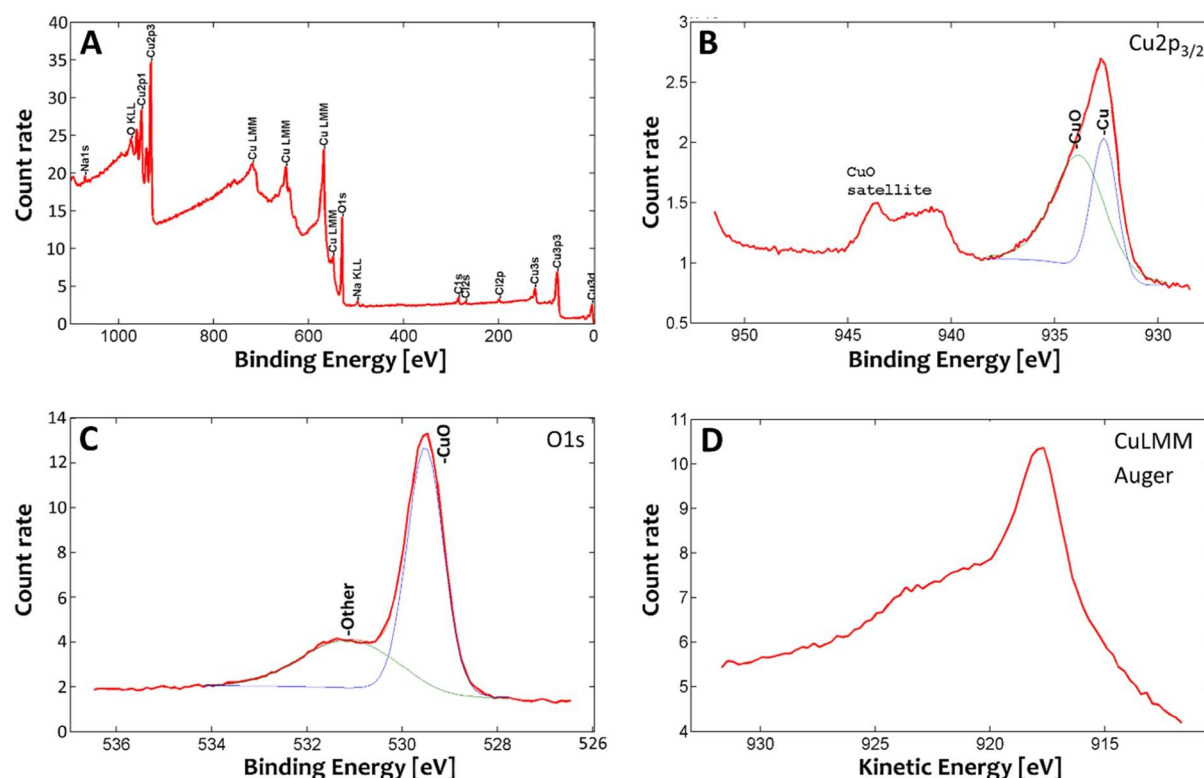 A
40
35
30
25
20
15
10
5
0
Count rate
Na1s
O KLL
Cu2p1
Cu2p3
Cu LMM
Cu LMM
Cu LMM
Cu LMM
O1s
Na KLL
C1s
Cl2s
Cl2p
Cu3s
Cu3p3
Cu3d
1000 800 600 400 200 0
Binding Energy [eV]
B
Cu2p3/2
3
2.5
2
1.5
1
0.5
Count rate
CuO
satellite
-CuO
-Cu
950 945 940 935 930
Binding Energy [eV]
C
O1s
14
12
10
8
6
4
2
0
Count rate
-Other
-CuO
536 534 532 530 528 526
Binding Energy [eV]
D
CuLMM
Auger
11
10
9
8
7
6
5
4
Count rate
930 925 920 915
Kinetic Energy [eV]